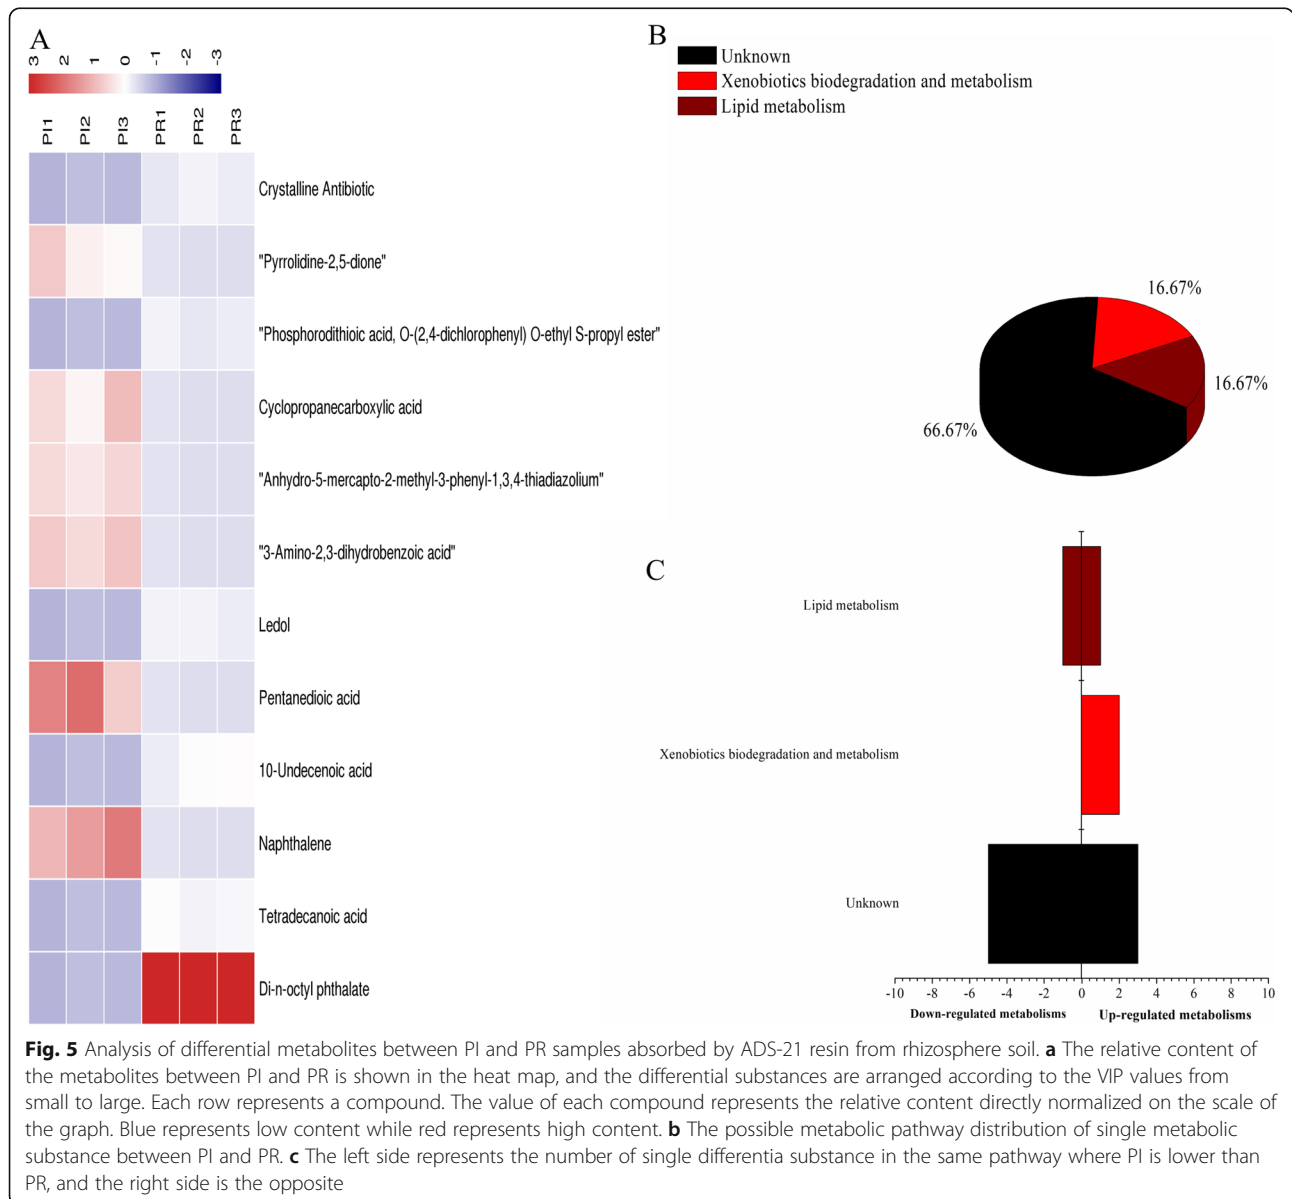 A
3 2 1 0 -1 -2 -3
PI1 PI2 PI3 PR1 PR2 PR3
Crystalline Antibiotic
"Pyrrolidine-2,5-dione"
"Phosphorodithioic acid, O-(2,4-dichlorophenyl) O-ethyl S-propyl ester"
Cyclopropanecarboxylic acid
"Anhydro-5-mercapto-2-methyl-3-phenyl-1,3,4-thiadiazolium"
"3-Amino-2,3-dihydrobenzoic acid"
Ledol
Pentanedioic acid
10-Undecenoic acid
Naphthalene
Tetradecanoic acid
Di-n-octyl phthalate
B
Unknown
Xenobiotics biodegradation and metabolism
Lipid metabolism
16.67%
16.67%
66.67%
C
Lipid metabolism
Xenobiotics biodegradation and metabolism
Unknown
-10 -8 -6 -4 -2 0 2 4 6 8 10
Down-regulated metabolisms Up-regulated metabolisms
Fig. 5 Analysis of differential metabolites between PI and PR samples absorbed by ADS-21 resin from rhizosphere soil. a The relative content of
the metabolites between PI and PR is shown in the heat map, and the differential substances are arranged according to the VIP values from
small to large. Each row represents a compound. The value of each compound represents the relative content directly normalized on the scale of
the graph. Blue represents low content while red represents high content. b The possible metabolic pathway distribution of single metabolic
substance between PI and PR. c The left side represents the number of single differentia substance in the same pathway where PI is lower than
PR, and the right side is the opposite